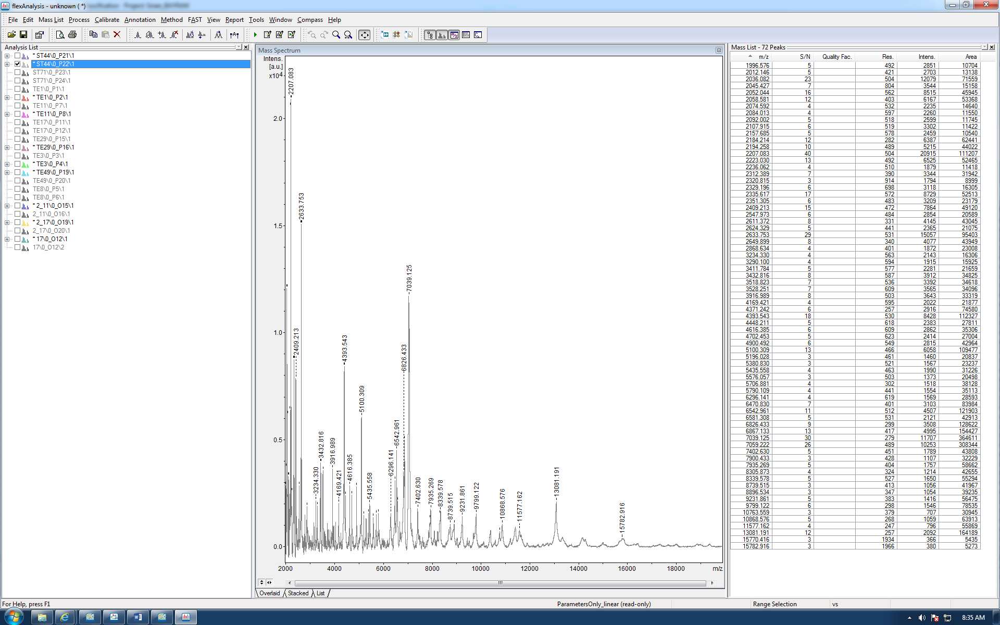 flexAnalysis - unknown ( *)
File Edit Mass List Process Calibrate Annotation Method FAST View Report Tools Window Compass Help
Analysis List
* ST44\0_P21\1
* ST44\0_P22\1
ST71\0_P23\1
ST71\0_P24\1
TE1\0_P1\1
* TE1\0_P2\1
TE11\0_P7\1
* TE11\0_P8\1
TE17\0_P11\1
TE17\0_P12\1
TE29\0_P15\1
* TE29\0_P16\1
TE3\0_P3\1
* TE3\0_P4\1
* TE49\0_P19\1
TE49\0_P20\1
TE8\0_P5\1
TE8\0_P6\1
* 2_11\0_O15\1
2_11\0_O16\1
* 2_17\0_O19\1
2_17\0_O20\1
* 17\0_O12\1
17\0_O12\2
Mass Spectrum
Intens.
[a.u.]
x10⁴
2.0
1.5
1.0
0.5
0.0
2207.083
2409.213
2633.753
3234.330
3432.816
3916.989
4169.421
4393.543
4616.385
5100.309
5435.558
6296.141
6542.961
6826.433
7039.125
7402.630
7935.269
8339.578
8739.515
9231.861
9799.122
10868.576
11577.162
13081.191
15782.916
2000 4000 6000 8000 10000 12000 14000 16000 18000 m/z
Overlaid Stacked List
Mass List - 72 Peaks
m/z S/N Quality Fac. Res. Intens. Area
1996.576 5 492 2851 10704
2012.146 5 421 2703 13138
2036.082 23 504 12079 71559
2045.427 7 804 3544 15158
2052.044 16 562 8515 45945
2058.581 12 403 6167 53368
2074.592 4 532 2235 14640
2084.013 4 597 2260 11550
2092.002 5 518 2599 11745
2107.915 6 519 3302 11422
2157.685 5 578 2459 10540
2184.214 12 282 6387 62441
2194.258 10 489 5215 44022
2207.083 40 504 20915 111207
2223.030 13 492 6525 52465
2236.062 4 510 1879 11418
2312.389 7 390 3344 31942
2320.815 3 914 1794 8999
2329.196 6 698 3118 16305
2335.617 17 572 8729 52513
2351.305 6 483 3209 23179
2409.213 15 472 7864 49120
2547.973 6 484 2854 20589
2611.372 8 331 4145 43045
2624.329 5 441 2365 21075
2633.753 29 531 15057 95403
2649.899 8 340 4077 43949
2868.634 4 401 1872 23008
3234.330 4 563 2143 16306
3290.100 4 594 1915 15925
3411.784 5 577 2281 21659
3432.816 8 587 3912 34825
3518.823 7 536 3392 34618
3528.251 7 609 3565 34096
3916.989 8 503 3643 33319
4169.421 4 595 2022 21877
4371.242 6 257 2916 74580
4393.543 18 530 8428 112327
4448.211 5 618 2383 27811
4616.385 6 609 2862 35306
4702.453 5 623 2414 27004
4900.492 6 549 2815 42964
5100.309 13 466 6058 109477
5196.028 3 461 1460 20837
5380.830 3 521 1567 23237
5435.558 4 463 1990 31226
5576.057 3 503 1373 20498
5706.881 4 302 1518 38128
5790.109 4 441 1554 35113
6296.141 4 619 1569 28593
6470.830 7 401 3103 83984
6542.961 11 512 4507 121903
6581.308 5 531 2121 42913
6826.433 9 299 3508 128622
6867.133 13 417 4995 154427
7039.125 30 279 11707 364611
7059.222 26 489 10253 308344
7402.630 5 451 1789 43808
7900.433 3 428 1107 32229
7935.269 5 404 1757 58662
8305.873 4 324 1214 42655
8339.578 5 527 1650 55294
8739.515 3 413 1056 41967
8896.534 3 347 1054 39235
9231.861 5 383 1416 56475
9799.122 6 298 1546 78535
10763.559 3 379 707 30945
10868.576 5 268 1059 63913
11577.162 4 247 796 55869
13081.191 12 257 2092 164189
15770.416 3 1934 366 5435
15782.916 3 1966 380 5273
For Help, press F1
ParametersOnly_linear (read-only)
Range Selection
vs
8:35 AM